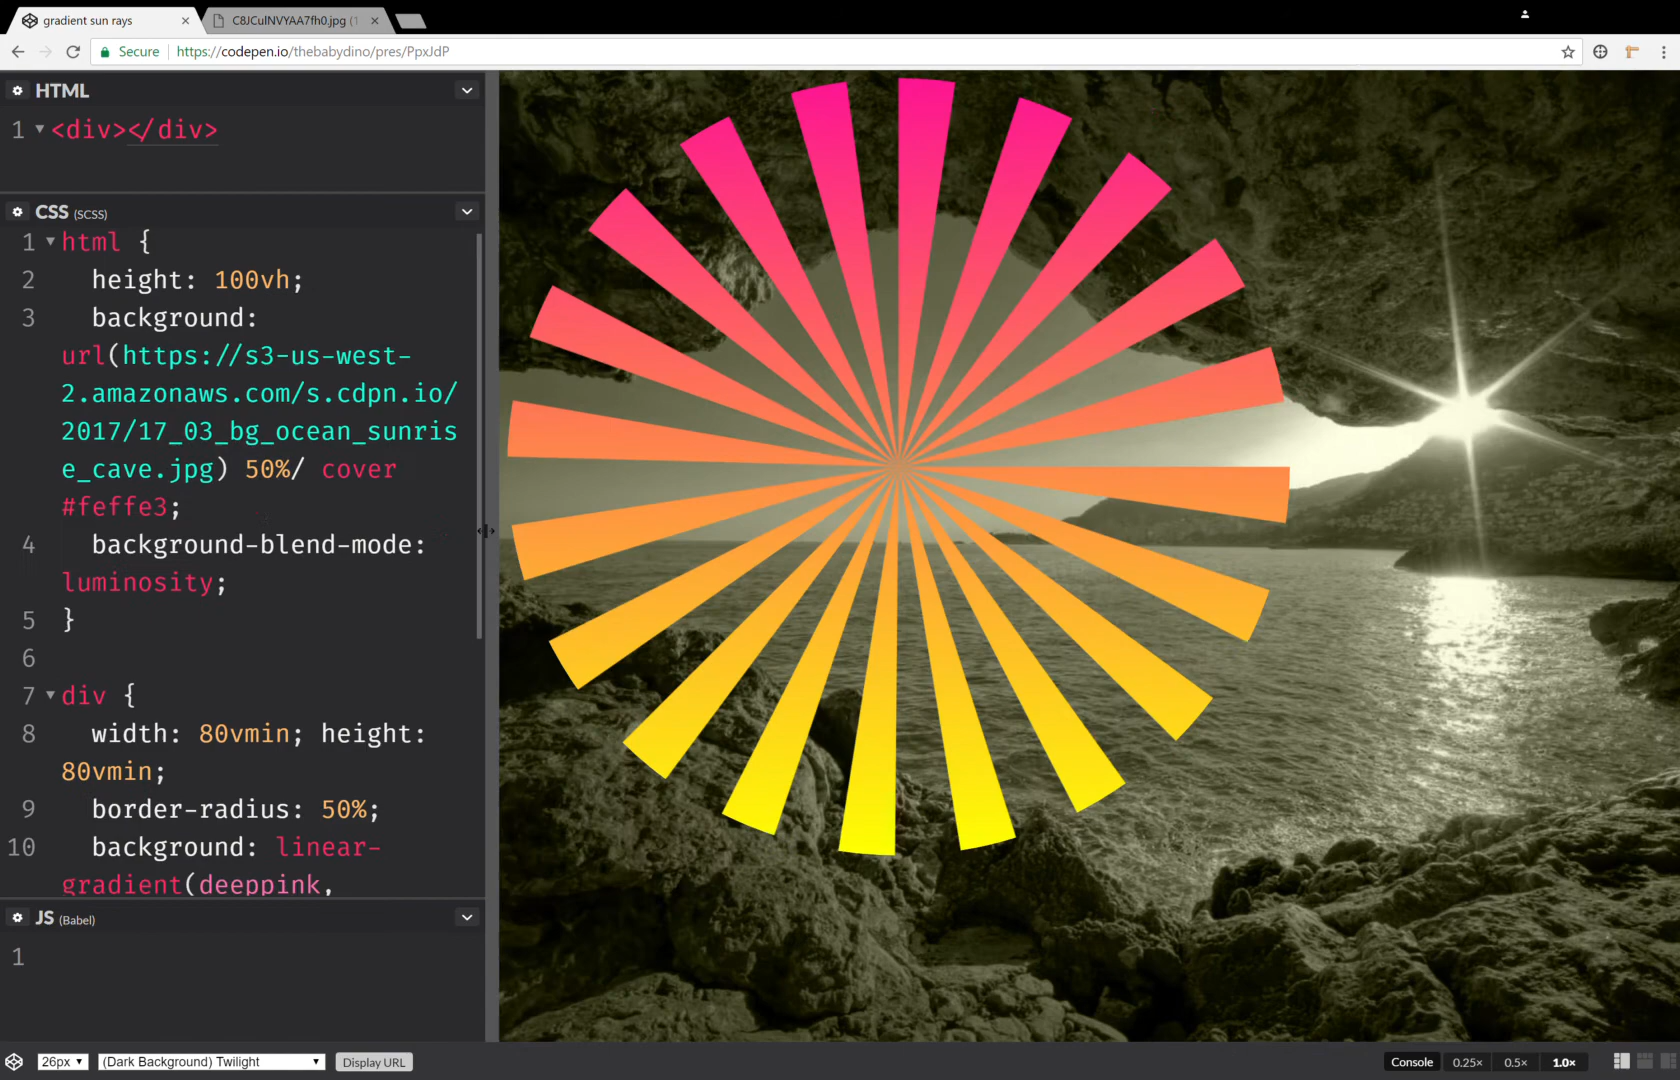 gradient sun rays
C8JCuINVYAA7fh0.jpg (1
Secure https://codepen.io/thebabydino/pres/PpxJdP
HTML
1 <div></div>
CSS (SCSS)
1 html {
2 height: 100vh;
3 background:
url(https://s3-us-west-
2.amazonaws.com/s.cdpn.io/
2017/17_03_bg_ocean_sunris
e_cave.jpg) 50%/ cover
#feffe3;
4 background-blend-mode:
luminosity;
5 }
6
7 div {
8 width: 80vmin; height:
80vmin;
9 border-radius: 50%;
10 background: linear-
gradient(deeppink,
JS (Babel)
1
26px (Dark Background) Twilight Display URL Console 0.25× 0.5× 1.0×